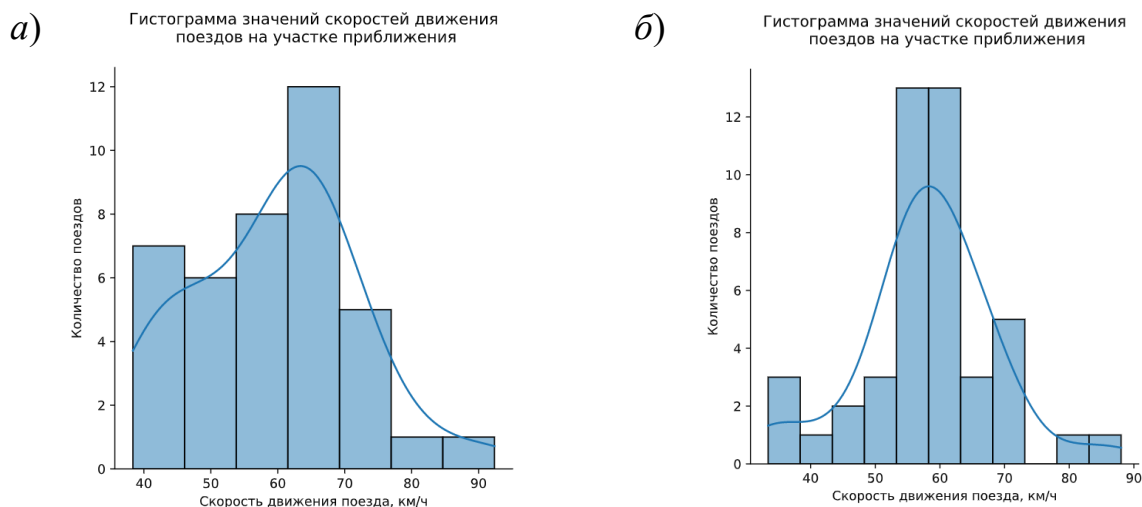 а)
Гистограмма значений скоростей движения
поездов на участке приближения
Количество поездов
12
10
8
6
4
2
0
40 50 60 70 80 90
Скорость движения поезда, км/ч
б)
Гистограмма значений скоростей движения
поездов на участке приближения
Количество поездов
12
10
8
6
4
2
0
40 50 60 70 80 90
Скорость движения поезда, км/ч